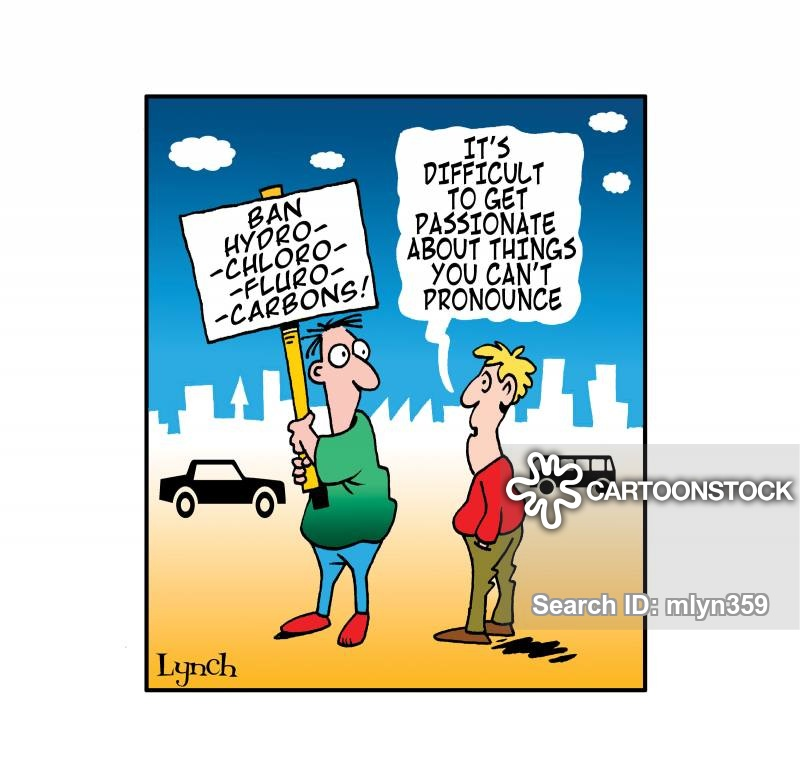 BAN
HYDRO-
-CHLORO-
-FLURO-
-CARBONS!
IT'S
DIFFICULT
TO GET
PASSIONATE
ABOUT THINGS
YOU CAN'T
PRONOUNCE
CARTOONSTOCK
Search ID: mlyn359
Lynch